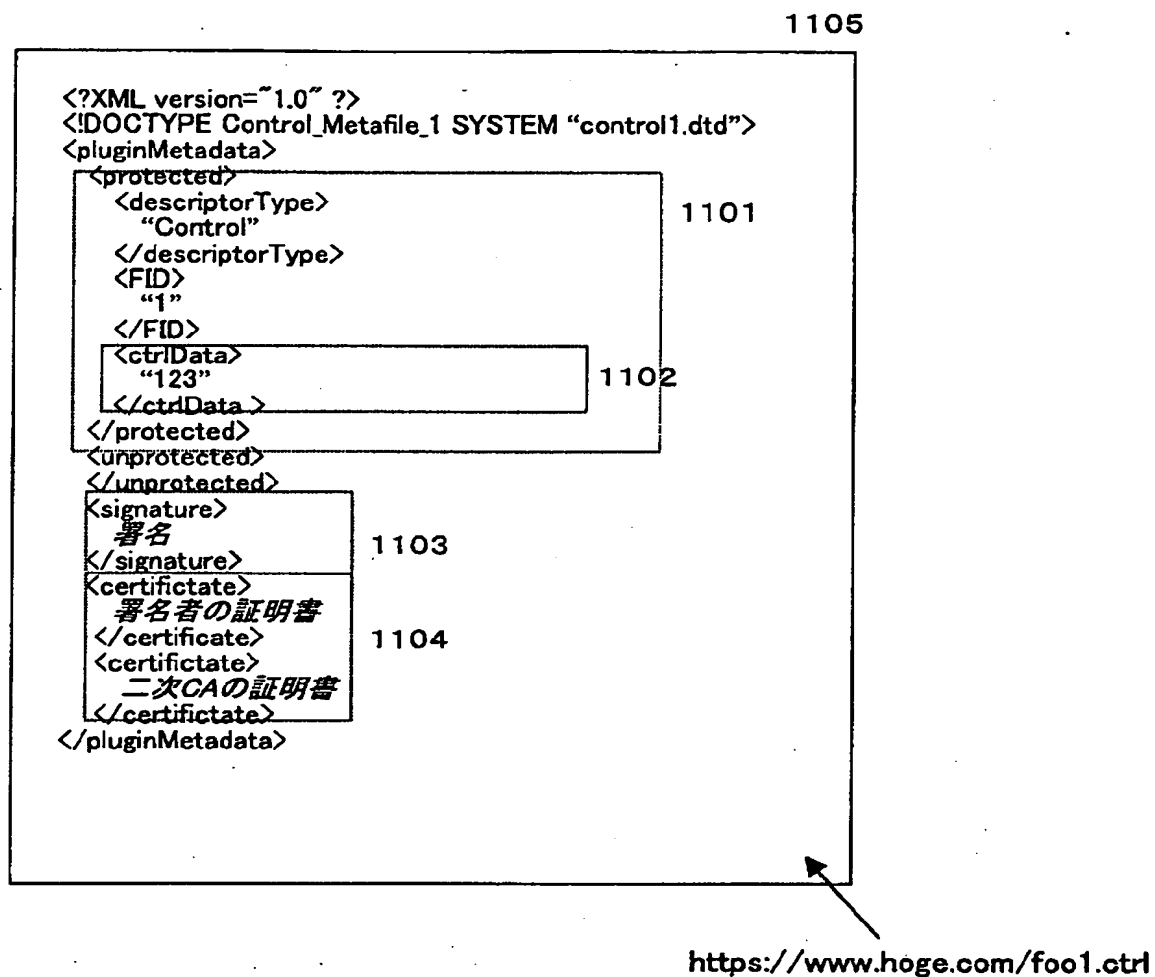 1105
<?XML version=˜1.0˜ ?>
<!DOCTYPE Control_Metafile_1 SYSTEM “control1.dtd”>
<pluginMetadata>
<protected>
<descriptorType>
1101
“Control”
</descriptorType>
<FID>
“1”
</FID>
<ctrlData>
“123”
1102
</ctrlData >
</protected>
<unprotected>
</unprotected>
<signature>
署名
1103
</signature>
<certifictate>
署名者の証明書
</certificate>
1104
<certifictate>
二次CAの証明書
</certifictate>
</pluginMetadata>
https://www.hoge.com/foo1.ctrl